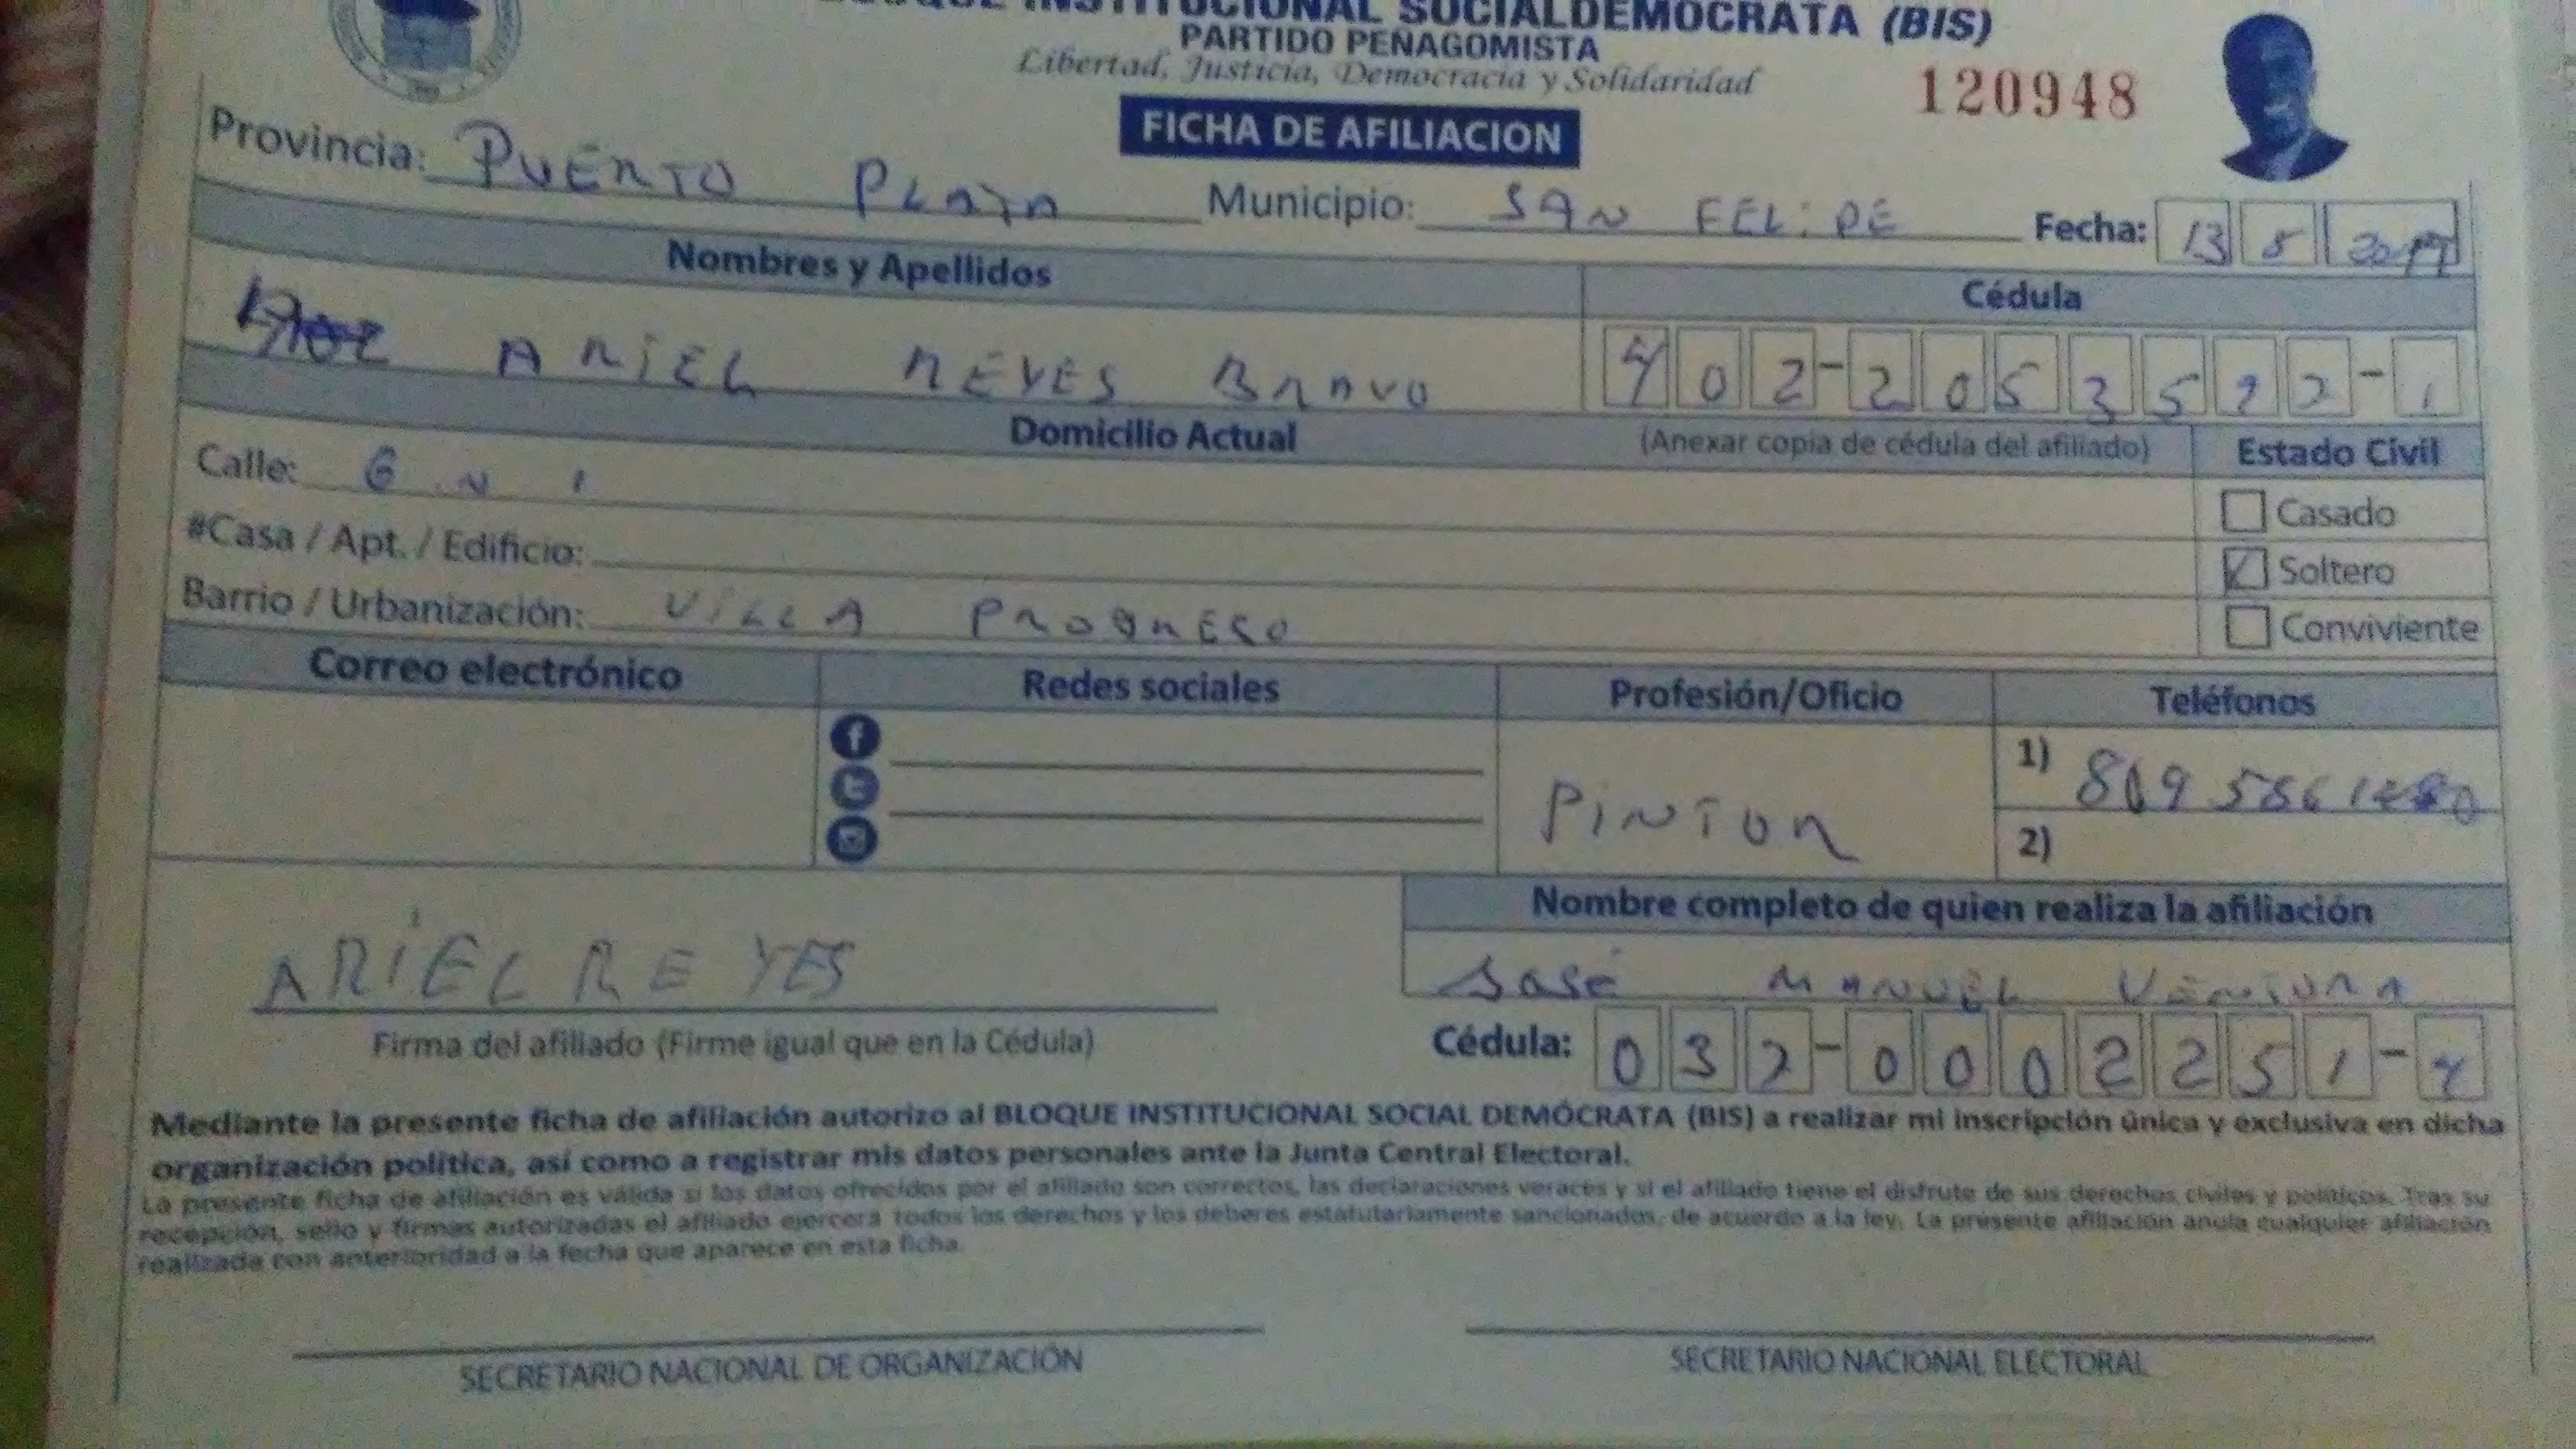 BLOQUE INSTITUCIONAL SOCIALDEMOCRATA (BIS)
PARTIDO PEÑAGOMISTA
Libertad, Justicia, Democracia y Solidaridad
120948
FICHA DE AFILIACION
Provincia: PUERTO PLATA Municipio: SAN FELIPE Fecha: 13 8
Nombres y Apellidos Cédula
ARIEL REYES BRAVO 402-2053522-1
Domicilio Actual (Anexar copia de cédula del afiliado) Estado Civil
Calle: 6 N 1
Casado
#Casa / Apt. / Edificio:
Soltero
Barrio / Urbanización: VILLA PROGRESO
Conviviente
Correo electrónico Redes sociales Profesión/Oficio Teléfonos
PINTOR
1) 809
2)
Nombre completo de quien realiza la afiliación
ARIEL REYES
José MANUEL VENTURA
Firma del afiliado (Firme igual que en la Cédula)
Cédula: 037-0002251-4
Mediante la presente ficha de afiliación autorizo al BLOQUE INSTITUCIONAL SOCIAL DEMÓCRATA (BIS) a realizar mi inscripción única y exclusiva en dicha
organización política, así como a registrar mis datos personales ante la Junta Central Electoral.
La presente ficha de afiliación es válida si los datos ofrecidos por el afiliado son correctos, las declaraciones veraces y si el afiliado tiene el disfrute de sus derechos civiles y políticos. Tras su
recepción, sello y firmas autorizadas el afiliado ejercerá todos los derechos y los deberes estatutariamente sancionados, de acuerdo a la ley. La presente afiliación anula cualquier afiliación
realizada con anterioridad a la fecha que aparece en esta ficha.
SECRETARIO NACIONAL DE ORGANIZACIÓN SECRETARIO NACIONAL ELECTORAL